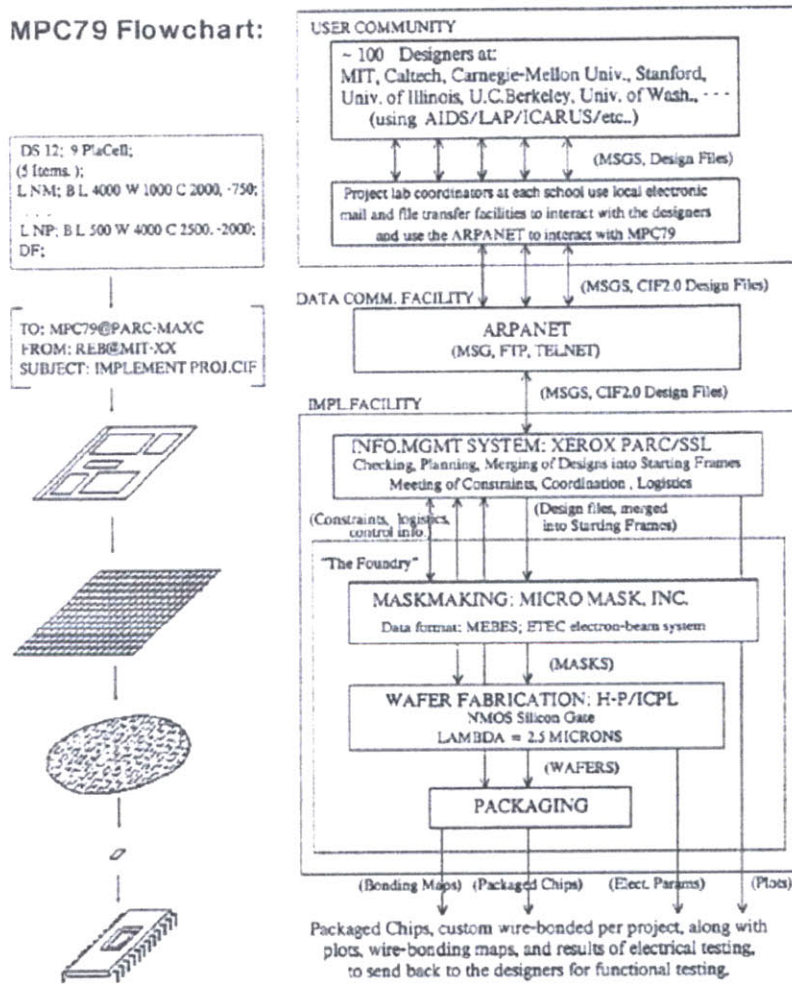 MPC79 Flowchart:
DS 12; 9 PlaCell;
(5 Items.);
L NM; B L 4000 W 1000 C 2000, -750;
. . .
L NP; B L 500 W 4000 C 2500, -2000;
DF;
TO: MPC79@PARC-MAXC
FROM: REB@MIT-XX
SUBJECT: IMPLEMENT PROJ.CIF
USER COMMUNITY
~ 100 Designers at:
MIT, Caltech, Carnegie-Mellon Univ., Stanford,
Univ. of Illinois, U.C.Berkeley, Univ. of Wash., - - -
(using AIDS/LAP/ICARUS/etc..)
(MSGS, Design Files)
Project lab coordinators at each school use local electronic
mail and file transfer facilities to interact with the designers
and use the ARPANET to interact with MPC79
(MSGS, CIF2.0 Design Files)
DATA COMM. FACILITY
ARPANET
(MSG, FTP, TELNET)
(MSGS, CIF2.0 Design Files)
IMPL.FACILITY
INFO.MGMT SYSTEM: XEROX PARC/SSL
Checking, Planning, Merging of Designs into Starting Frames
Meeting of Constraints, Coordination , Logistics
(Constraints, logistics,
control info.)
(Design files, merged
into Starting Frames)
"The Foundry"
MASKMAKING: MICRO MASK, INC.
Data format: MEBES; ETEC electron-beam system
(MASKS)
WAFER FABRICATION: H-P/ICPL
NMOS Silicon Gate
LAMBDA = 2.5 MICRONS
(WAFERS)
PACKAGING
(Bonding Maps) (Packaged Chips) (Elect. Params) (Plots)
Packaged Chips, custom wire-bonded per project, along with
plots, wire-bonding maps, and results of electrical testing,
to send back to the designers for functional testing.